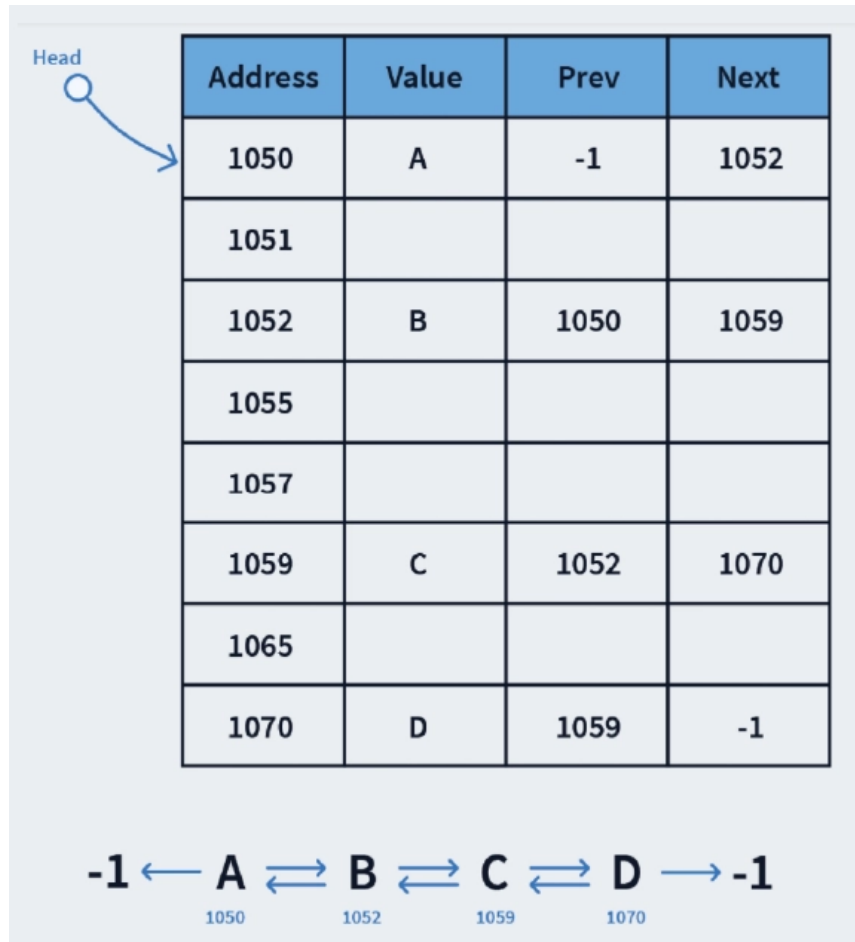 Head
Address Value Prev Next
1050 A -1 1052
1051
1052 B 1050 1059
1055
1057
1059 C 1052 1070
1065
1070 D 1059 -1
-1 A B C D -1
1050 1052 1059 1070